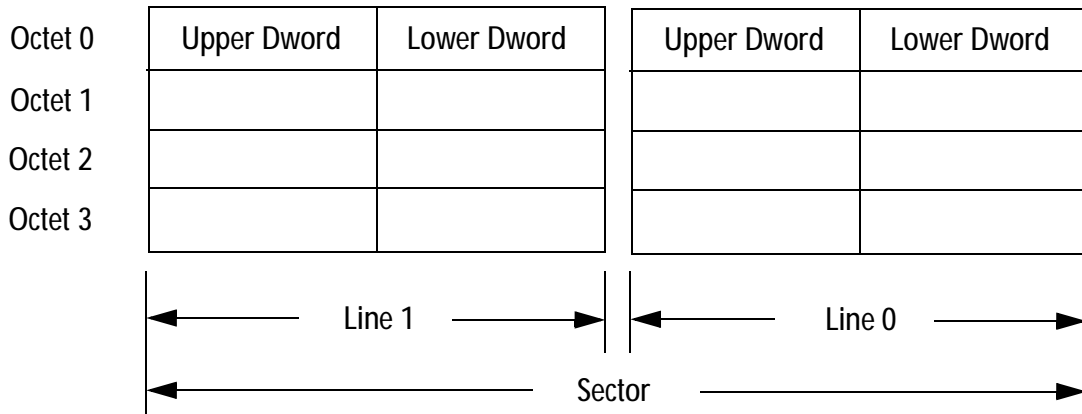 Octet 0 Upper Dword Lower Dword Upper Dword Lower Dword
Octet 1
Octet 2
Octet 3
Line 1 Line 0
Sector